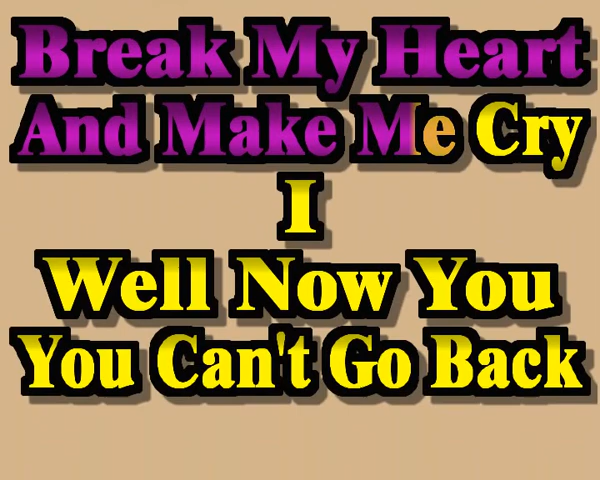 Break My Heart
And Make Me Cry
I
Well Now You
You Can't Go Back